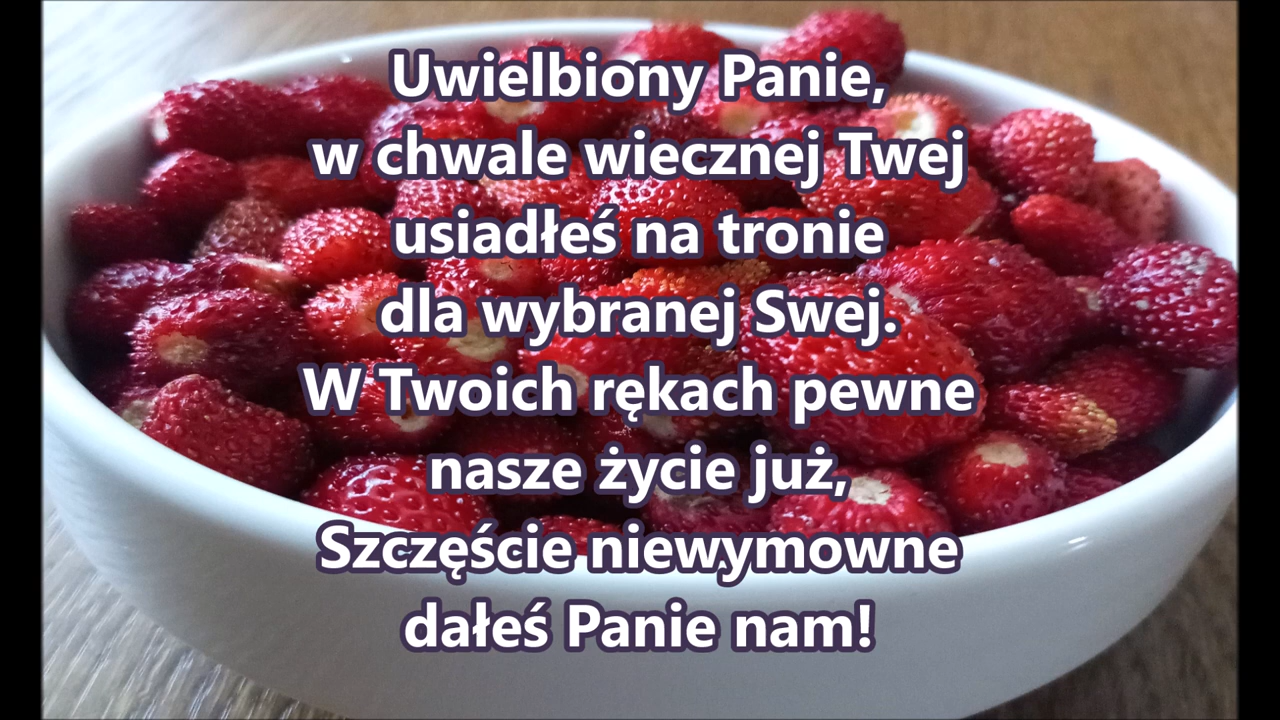 Uwielbiony Panie,
w chwale wiecznej Twej
usiadłeś na tronie
dla wybranej Swej.
W Twoich rękach pewne
nasze życie już,
Szczęście niewymowne
dałeś Panie nam!